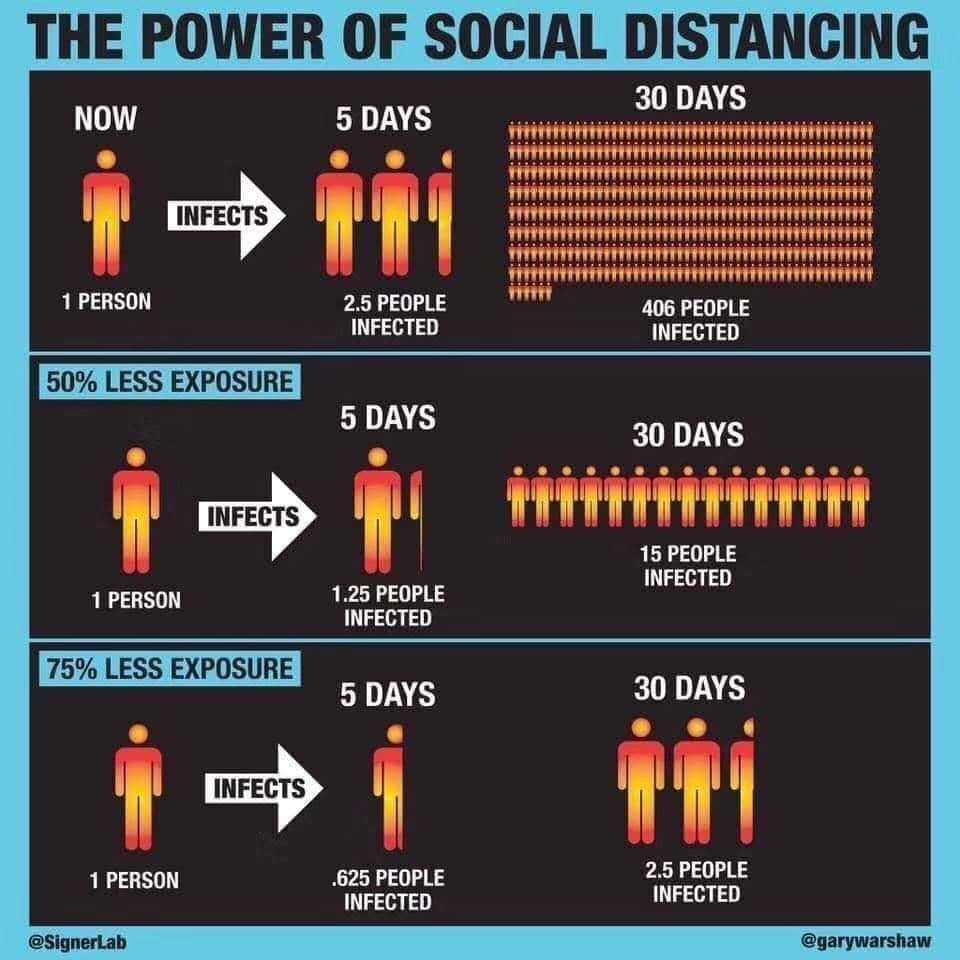 THE POWER OF SOCIAL DISTANCING
NOW
5 DAYS
30 DAYS
INFECTS
1 PERSON
2.5 PEOPLE
INFECTED
406 PEOPLE
INFECTED
50% LESS EXPOSURE
5 DAYS
30 DAYS
INFECTS
1 PERSON
1.25 PEOPLE
INFECTED
15 PEOPLE
INFECTED
75% LESS EXPOSURE
5 DAYS
30 DAYS
INFECTS
1 PERSON
.625 PEOPLE
INFECTED
2.5 PEOPLE
INFECTED
@SignerLab
@garywarshaw